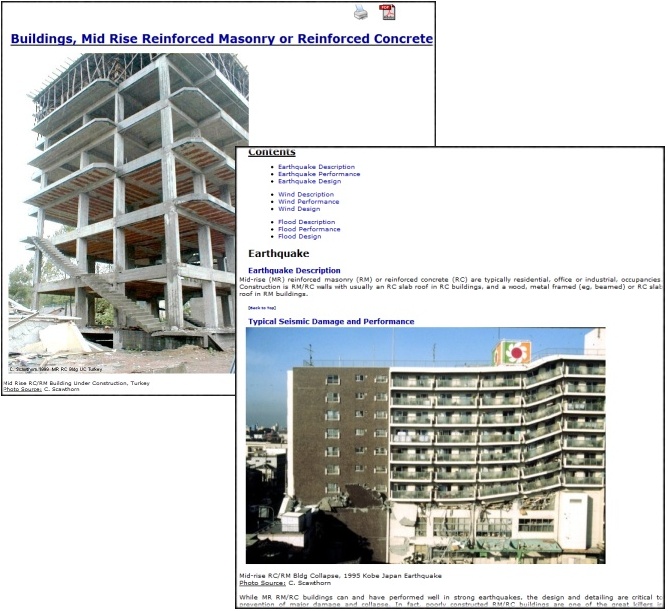 Buildings, Mid Rise Reinforced Masonry or Reinforced Concrete
C. Scawthorn 1999 MR RC Bldg UC Turkey
Mid Rise RC/RM Building Under Construction, Turkey
Photo Source: C. Scawthorn
Contents
• Earthquake Description
• Earthquake Performance
• Earthquake Design
• Wind Description
• Wind Performance
• Wind Design
• Flood Description
• Flood Performance
• Flood Design
Earthquake
Earthquake Description
Mid-rise (MR) reinforced masonry (RM) or reinforced concrete (RC) are typically residential, office or industrial, occupancies.
Construction is RM/RC walls with usually an RC slab roof in RC buildings, and a wood, metal framed (eg, beamed) or RC slab
roof in RM buildings.
[Back to Top]
Typical Seismic Damage and Performance
Mid-rise RC/RM Bldg Collapse, 1995 Kobe Japan Earthquake
Photo Source: C. Scawthorn
While MR RM/RC buildings can and have performed well in strong earthquakes, the design and detailing are critical to
prevention of major damage and collapse. In fact, poorly constructed RM/RC buildings are one of the great killers